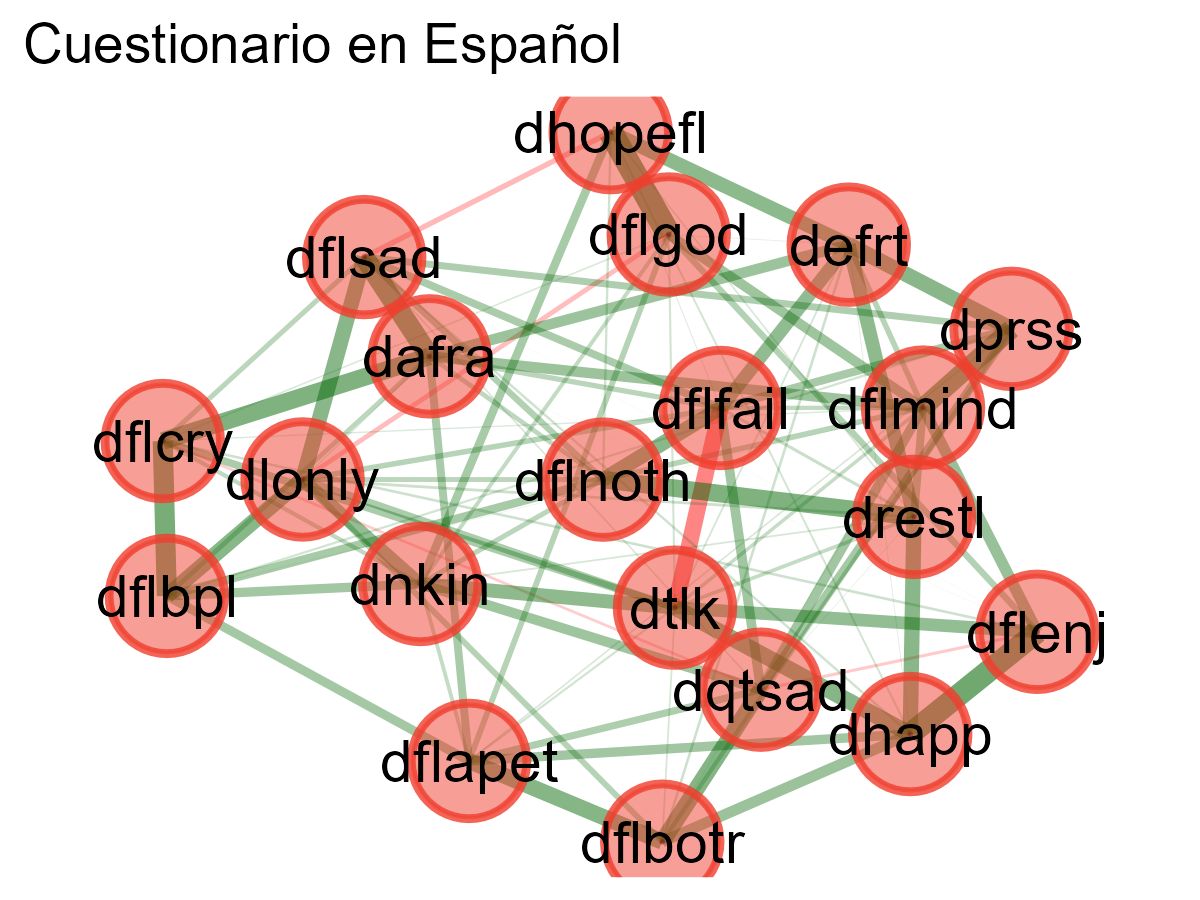 Cuestionario en Español
dhopefl
dflgod
defrt
dflsad
dprss
dafra
dflfail
dflmind
dflcry
dlonly
dflnoth
drestl
dflbpl
dnkin
dtlk
dflenj
dqtsad
dhapp
dflapet
dflbotr